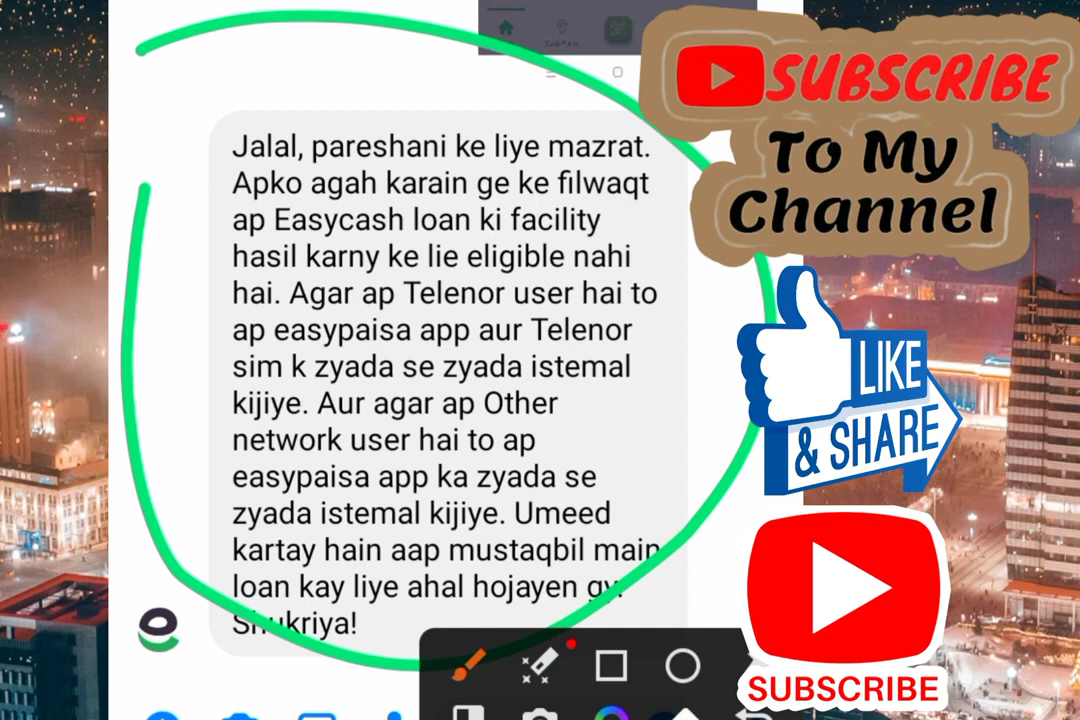 Jalal, pareshani ke liye mazrat.
Apko agah karain ge ke filwaqt
ap Easycash loan ki facility
hasil karny ke lie eligible nahi
hai. Agar ap Telenor user hai to
ap easypaisa app aur Telenor
sim k zyada se zyada istemal
kijiye. Aur agar ap Other
network user hai to ap
easypaisa app ka zyada se
zyada istemal kijiye. Umeed
kartay hain aap mustaqbil main
loan kay liye ahal hojayen gy.
Shukriya!
SUBSCRIBE
To My
Channel
LIKE
& SHARE
SUBSCRIBE